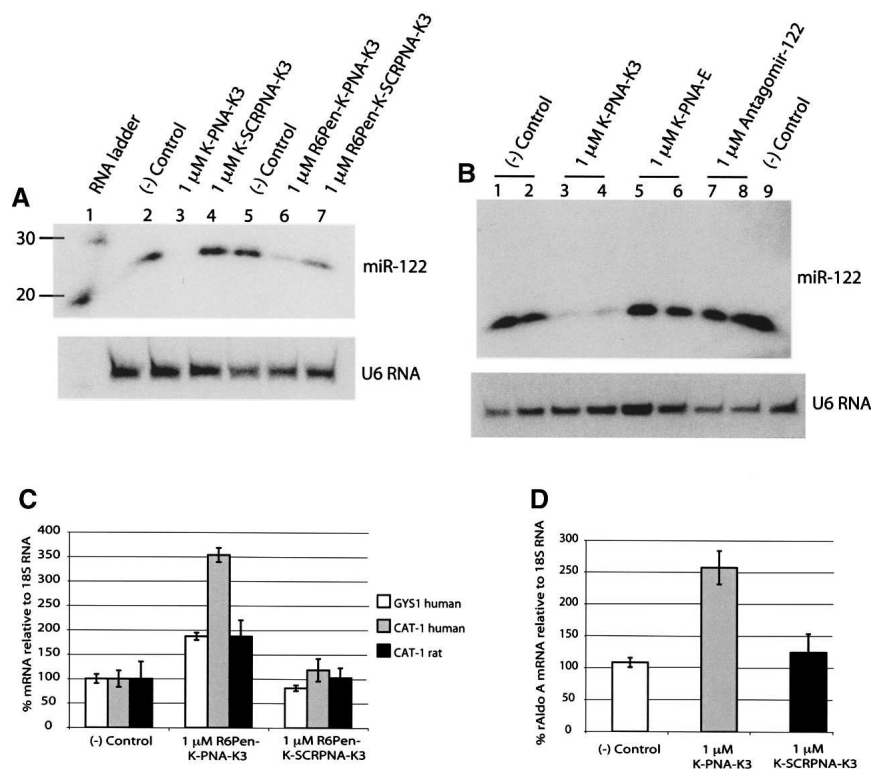 A
RNA ladder
(-) Control
1 µM K-PNA-K3
1 µM K-SCRPNA-K3
(-) Control
1 µM R6Pen-K-PNA-K3
1 µM R6Pen-K-SCRPNA-K3
1 2 3 4 5 6 7
30
20
miR-122
U6 RNA
B
(-) Control
1 µM K-PNA-K3
1 µM K-PNA-E
1 µM Antagomir-122
(-) Control
1 2 3 4 5 6 7 8 9
miR-122
U6 RNA
C
% mRNA relative to 18S RNA
400
350
300
250
200
150
100
50
0
(-) Control
1 µM R6Pen-
K-PNA-K3
1 µM R6Pen-
K-SCRPNA-K3
GYS1 human
CAT-1 human
CAT-1 rat
D
% rAldo A mRNA relative to 18S RNA
300
250
200
150
100
50
0
(-) Control
1 µM
K-PNA-K3
1 µM
K-SCRPNA-K3